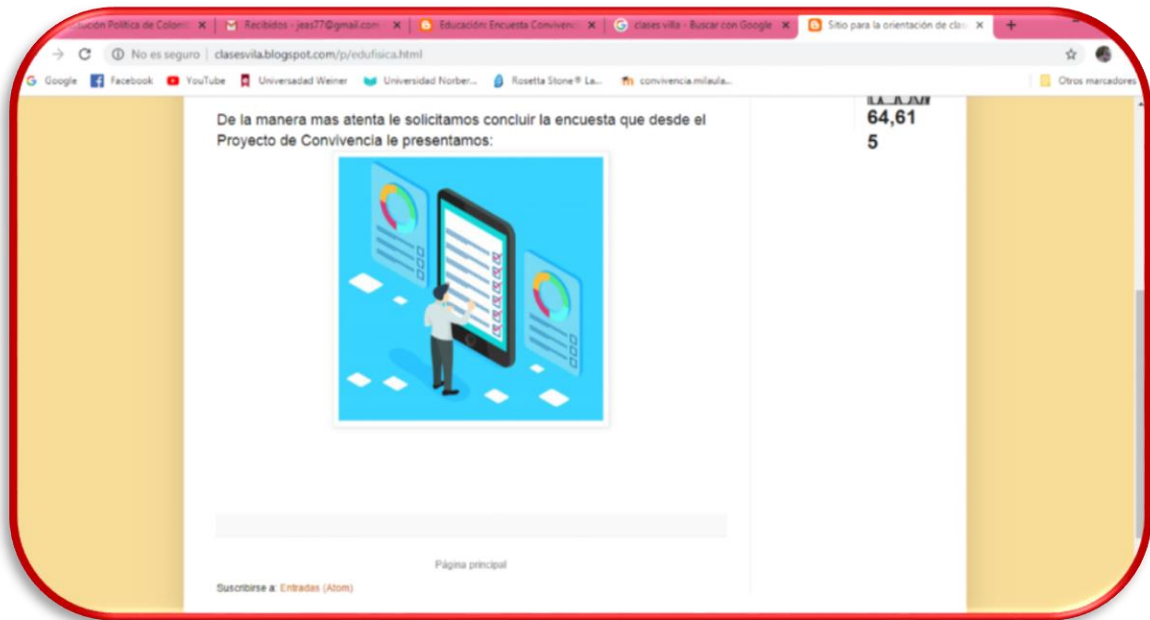 ución Política de Colom
Recibidos - jeas77@gmail.com
Educación: Encuesta Convivenc
clases villa - Buscar con Google
Sitio para la orientación de clas
No es seguro | clasesvila.blogspot.com/p/edufisica.html
Google Facebook YouTube Universadad Weiner Universidad Norber... Rosetta Stone® La... convivencia.milaula... Otros marcadores
De la manera mas atenta le solicitamos concluir la encuesta que desde el
Proyecto de Convivencia le presentamos:
64,61
5
Página principal
Suscribirse a: Entradas (Atom)